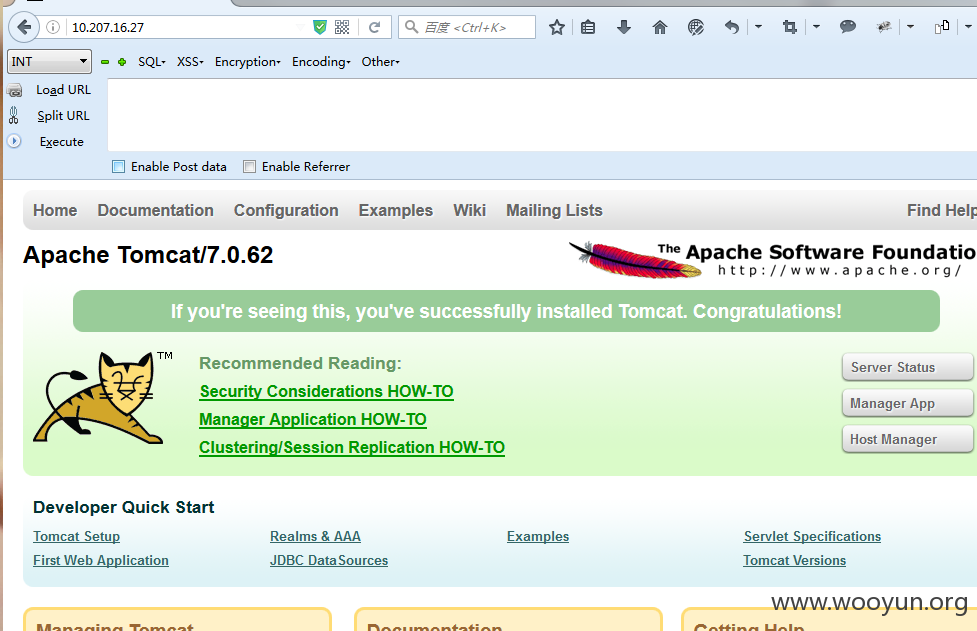 10.207.16.27
百度 <Ctrl+K>
INT
SQL XSS Encryption Encoding Other
Load URL
Split URL
Execute
Enable Post data Enable Referrer
Home Documentation Configuration Examples Wiki Mailing Lists Find Help
Apache Tomcat/7.0.62
The Apache Software Foundatio
http://www.apache.org/
If you're seeing this, you've successfully installed Tomcat. Congratulations!
TM
Recommended Reading:
Security Considerations HOW-TO
Manager Application HOW-TO
Clustering/Session Replication HOW-TO
Server Status
Manager App
Host Manager
Developer Quick Start
Tomcat Setup Realms & AAA Examples Servlet Specifications
First Web Application JDBC DataSources Tomcat Versions
www.wooyun.org
Managing Tomcat Documentation Getting Help